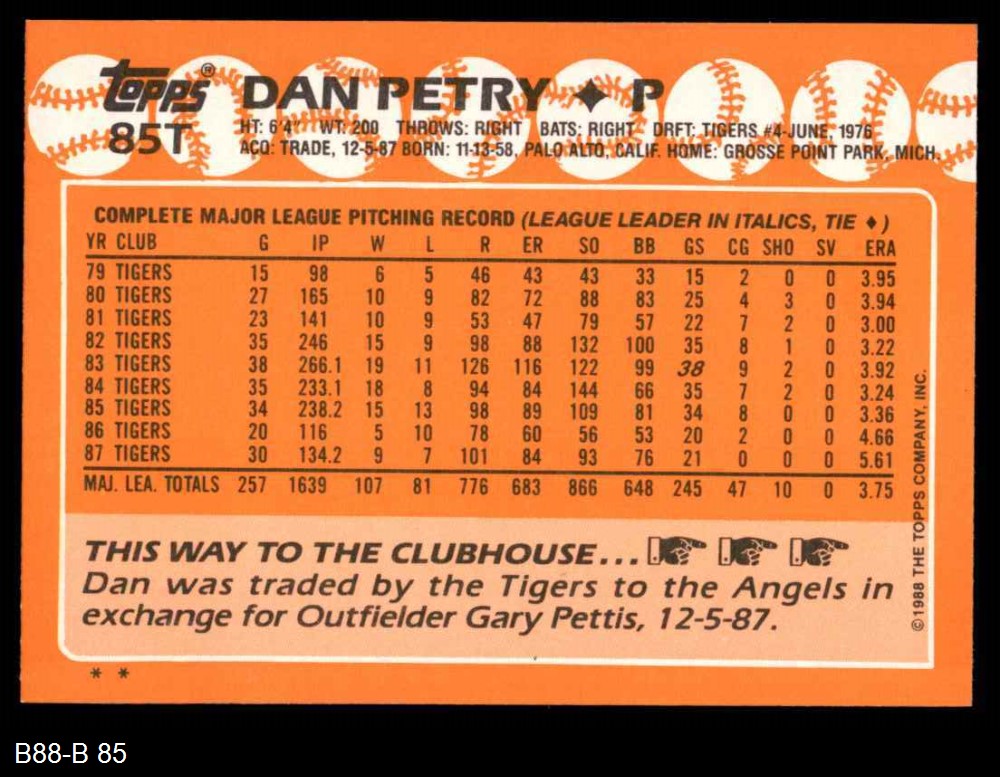 topps® DAN PETRY ✦ P
85T
HT: 6'4" WT: 200 THROWS: RIGHT BATS: RIGHT DRFT: TIGERS #4-JUNE, 1976
ACQ: TRADE, 12-5-87 BORN: 11-13-58, PALO ALTO, CALIF. HOME: GROSSE POINT PARK, MICH.
COMPLETE MAJOR LEAGUE PITCHING RECORD (LEAGUE LEADER IN ITALICS, TIE ♦)
YR CLUB G IP W L R ER SO BB GS CG SHO SV ERA
79 TIGERS 15 98 6 5 46 43 43 33 15 2 0 0 3.95
80 TIGERS 27 165 10 9 82 72 88 83 25 4 3 0 3.94
81 TIGERS 23 141 10 9 53 47 79 57 22 7 2 0 3.00
82 TIGERS 35 246 15 9 98 88 132 100 35 8 1 0 3.22
83 TIGERS 38 266.1 19 11 126 116 122 99 38 9 2 0 3.92
84 TIGERS 35 233.1 18 8 94 84 144 66 35 7 2 0 3.24
85 TIGERS 34 238.2 15 13 98 89 109 81 34 8 0 0 3.36
86 TIGERS 20 116 5 10 78 60 56 53 20 2 0 0 4.66
87 TIGERS 30 134.2 9 7 101 84 93 76 21 0 0 0 5.61
MAJ. LEA. TOTALS 257 1639 107 81 776 683 866 648 245 47 10 0 3.75
THIS WAY TO THE CLUBHOUSE...
Dan was traded by the Tigers to the Angels in
exchange for Outfielder Gary Pettis, 12-5-87.
©1988 THE TOPPS COMPANY, INC.
* *
B88-B 85